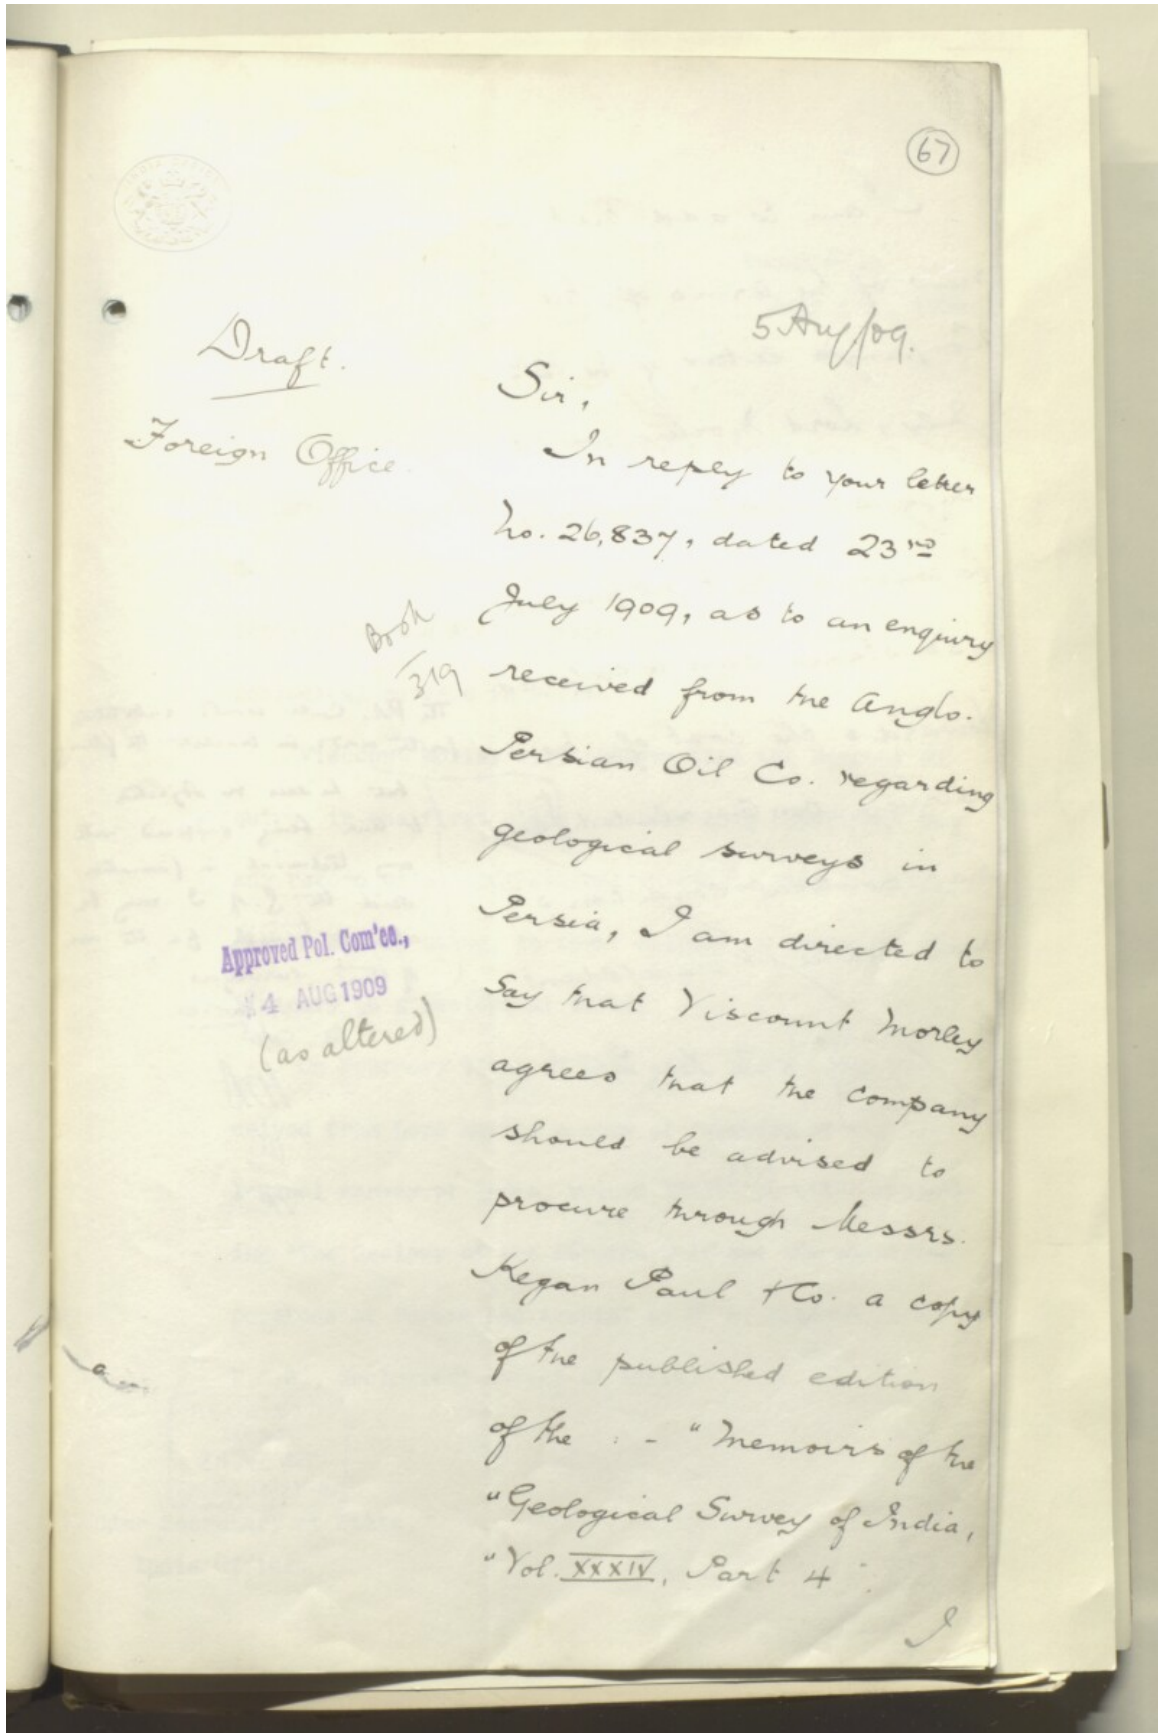 67
5 Aug/09.
Draft.
Foreign Office.
Sir,
In reply to your letter
No. 26,837, dated 23rd
July 1909, as to an enquiry
received from the Anglo-
Persian Oil Co. regarding
geological surveys in
Persia, I am directed to
say that Viscount Morley
agrees that the company
should be advised to
procure through Messrs.
Kegan Paul & Co. a copy
of the published edition
of the : - "Memoirs of the
"Geological Survey of India,
"Vol. XXXIV, Part 4".
I
Book
319
Approved Pol. Com'ee.,
4 AUG 1909
(as altered)
INDIA OFFICE